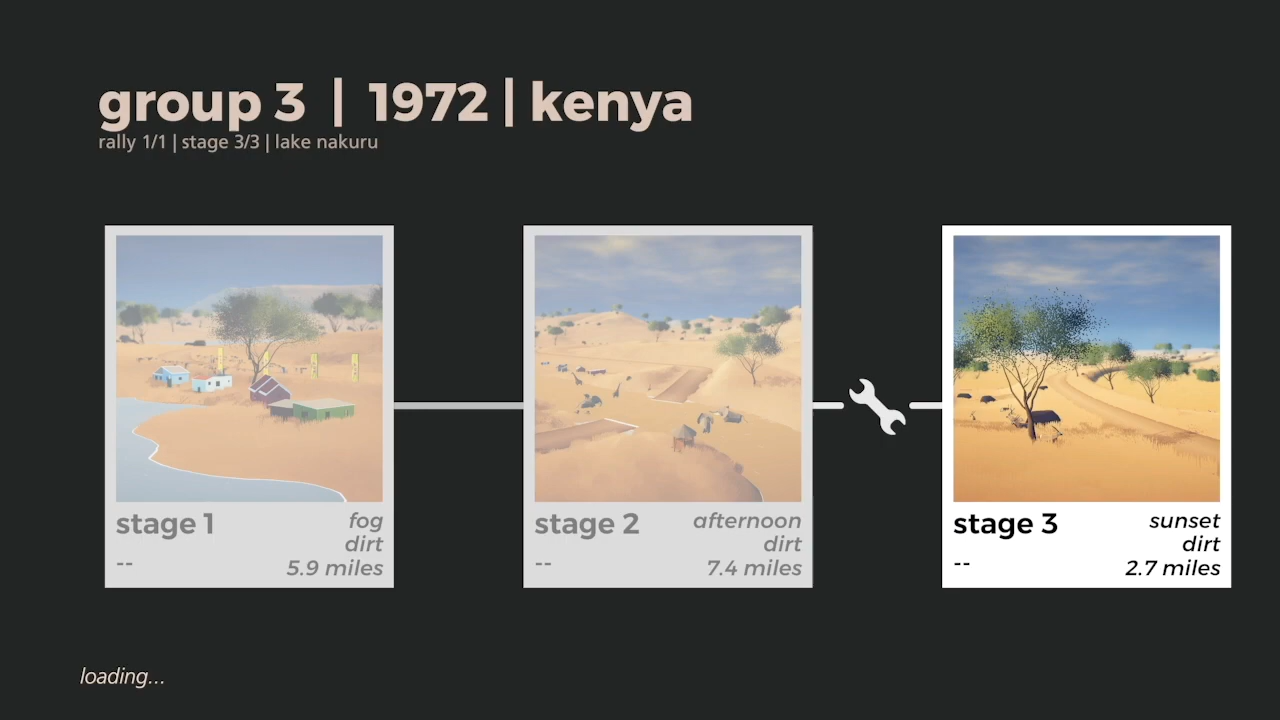 group 3 | 1972 | kenya
rally 1/1 | stage 3/3 | lake nakuru
stage 1
fog
dirt
--
5.9 miles
stage 2
afternoon
dirt
--
7.4 miles
stage 3
sunset
dirt
--
2.7 miles
loading...